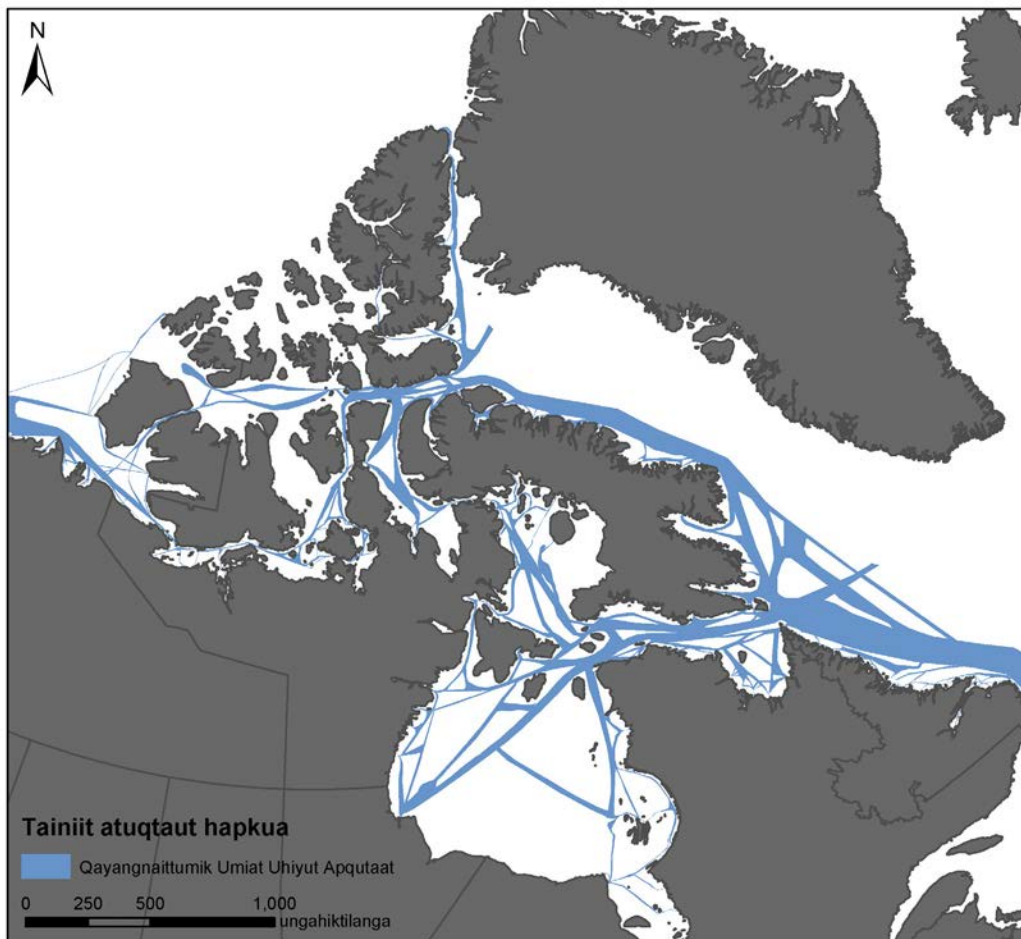 N
Tainiit atuqtaut hapkua
Qayangnaittumik Umiat Uhiyut Apqutaat
0 250 500 1,000
ungahiktilanga